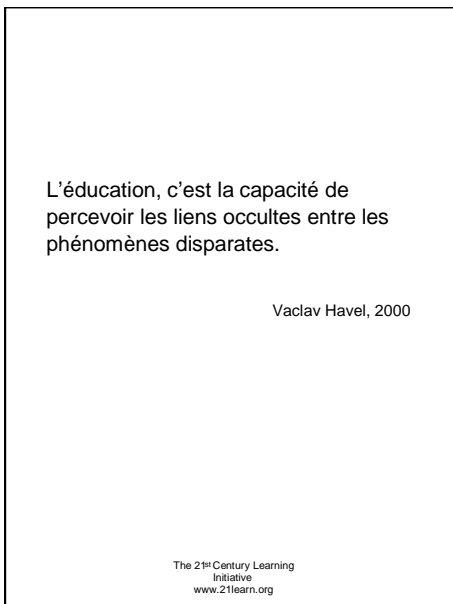 L'éducation, c'est la capacité de
percevoir les liens occultes entre les
phénomènes disparates.
Vaclav Havel, 2000
The 21st Century Learning
Initiative
www.21learn.org